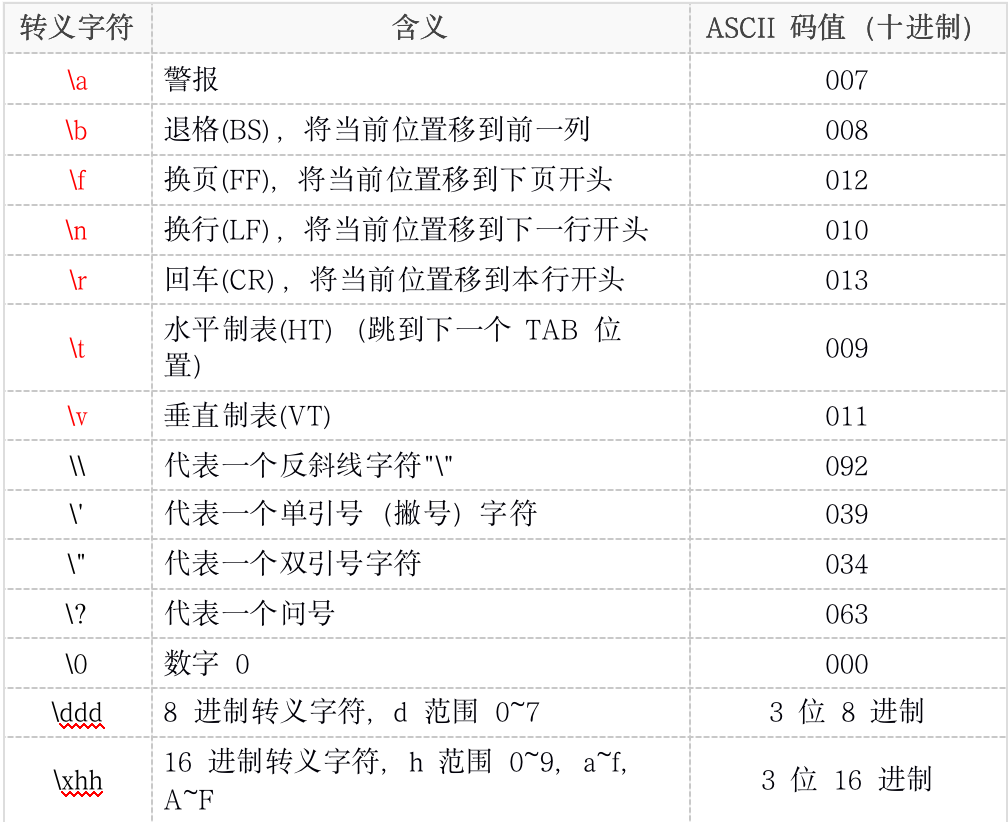 转义字符 含义 ASCII 码值（十进制）
\a 警报 007
\b 退格(BS)，将当前位置移到前一列 008
\f 换页(FF)，将当前位置移到下页开头 012
\n 换行(LF)，将当前位置移到下一行开头 010
\r 回车(CR)，将当前位置移到本行开头 013
水平制表(HT) （跳到下一个 TAB 位
\t 009
置）
\v 垂直制表(VT) 011
\\ 代表一个反斜线字符"\" 092
\' 代表一个单引号（撇号）字符 039
\" 代表一个双引号字符 034
\? 代表一个问号 063
\0 数字 0 000
\ddd 8 进制转义字符，d 范围 0~7 3 位 8 进制
16 进制转义字符，h 范围 0~9，a~f，
\xhh 3 位 16 进制
A~F